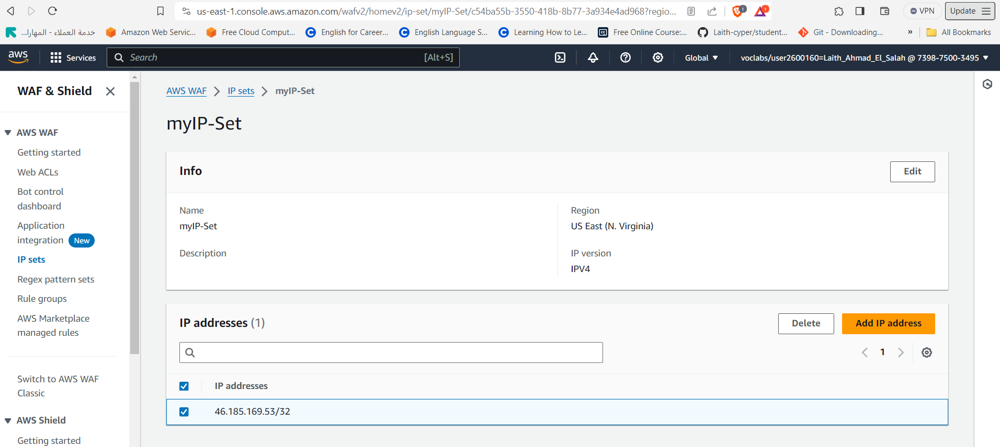 us-east-1.console.aws.amazon.com/wafv2/homev2/ip-set/myIP-Set/c54ba55b-3550-418b-8b77-3a934e4ad968?regio...
1
1
VPN
Update
خدمة العملاء - المهارا...
Amazon Web Servic...
Free Cloud Comput...
English for Career...
English Language S...
Learning How to Le...
Free Online Course:...
Laith-cyper/student...
Git - Downloading...
»
All Bookmarks
aws
Services
Search
[Alt+S]
Global
voclabs/user2600160=Laith_Ahmad_El_Salah @ 7398-7500-3495
WAF & Shield
AWS WAF
Getting started
Web ACLs
Bot control
dashboard
Application
integration New
IP sets
Regex pattern sets
Rule groups
AWS Marketplace
managed rules
Switch to AWS WAF
Classic
AWS Shield
Getting started
AWS WAF > IP sets > myIP-Set
myIP-Set
Info
Edit
Name
myIP-Set
Description
Region
US East (N. Virginia)
IP version
IPV4
IP addresses (1)
Delete
Add IP address
1
IP addresses
46.185.169.53/32